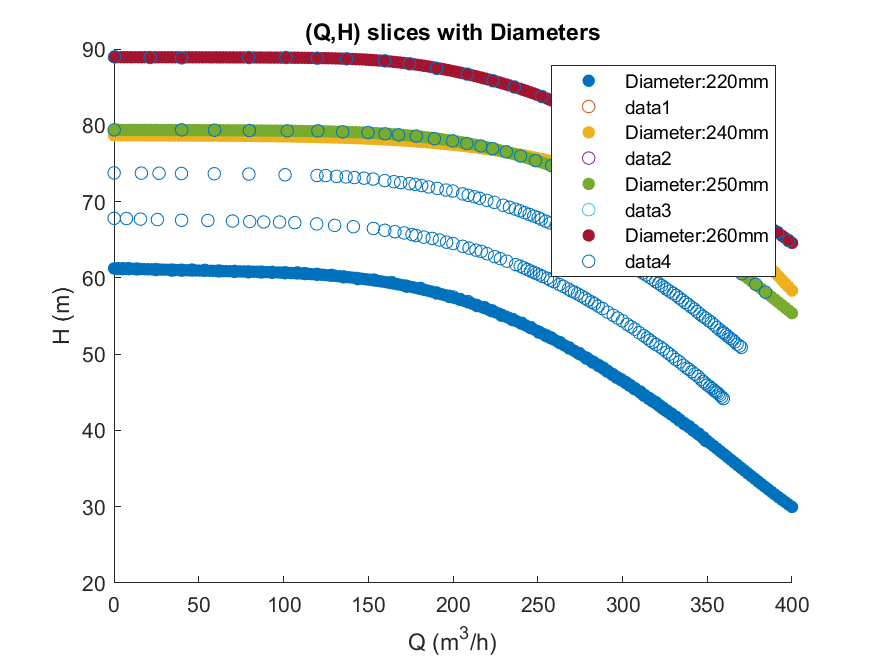 (Q,H) slices with Diameters
90
80
70
60
50
40
30
20
H (m)
0 50 100 150 200 250 300 350 400
Q (m³/h)
Diameter:220mm
data1
Diameter:240mm
data2
Diameter:250mm
data3
Diameter:260mm
data4